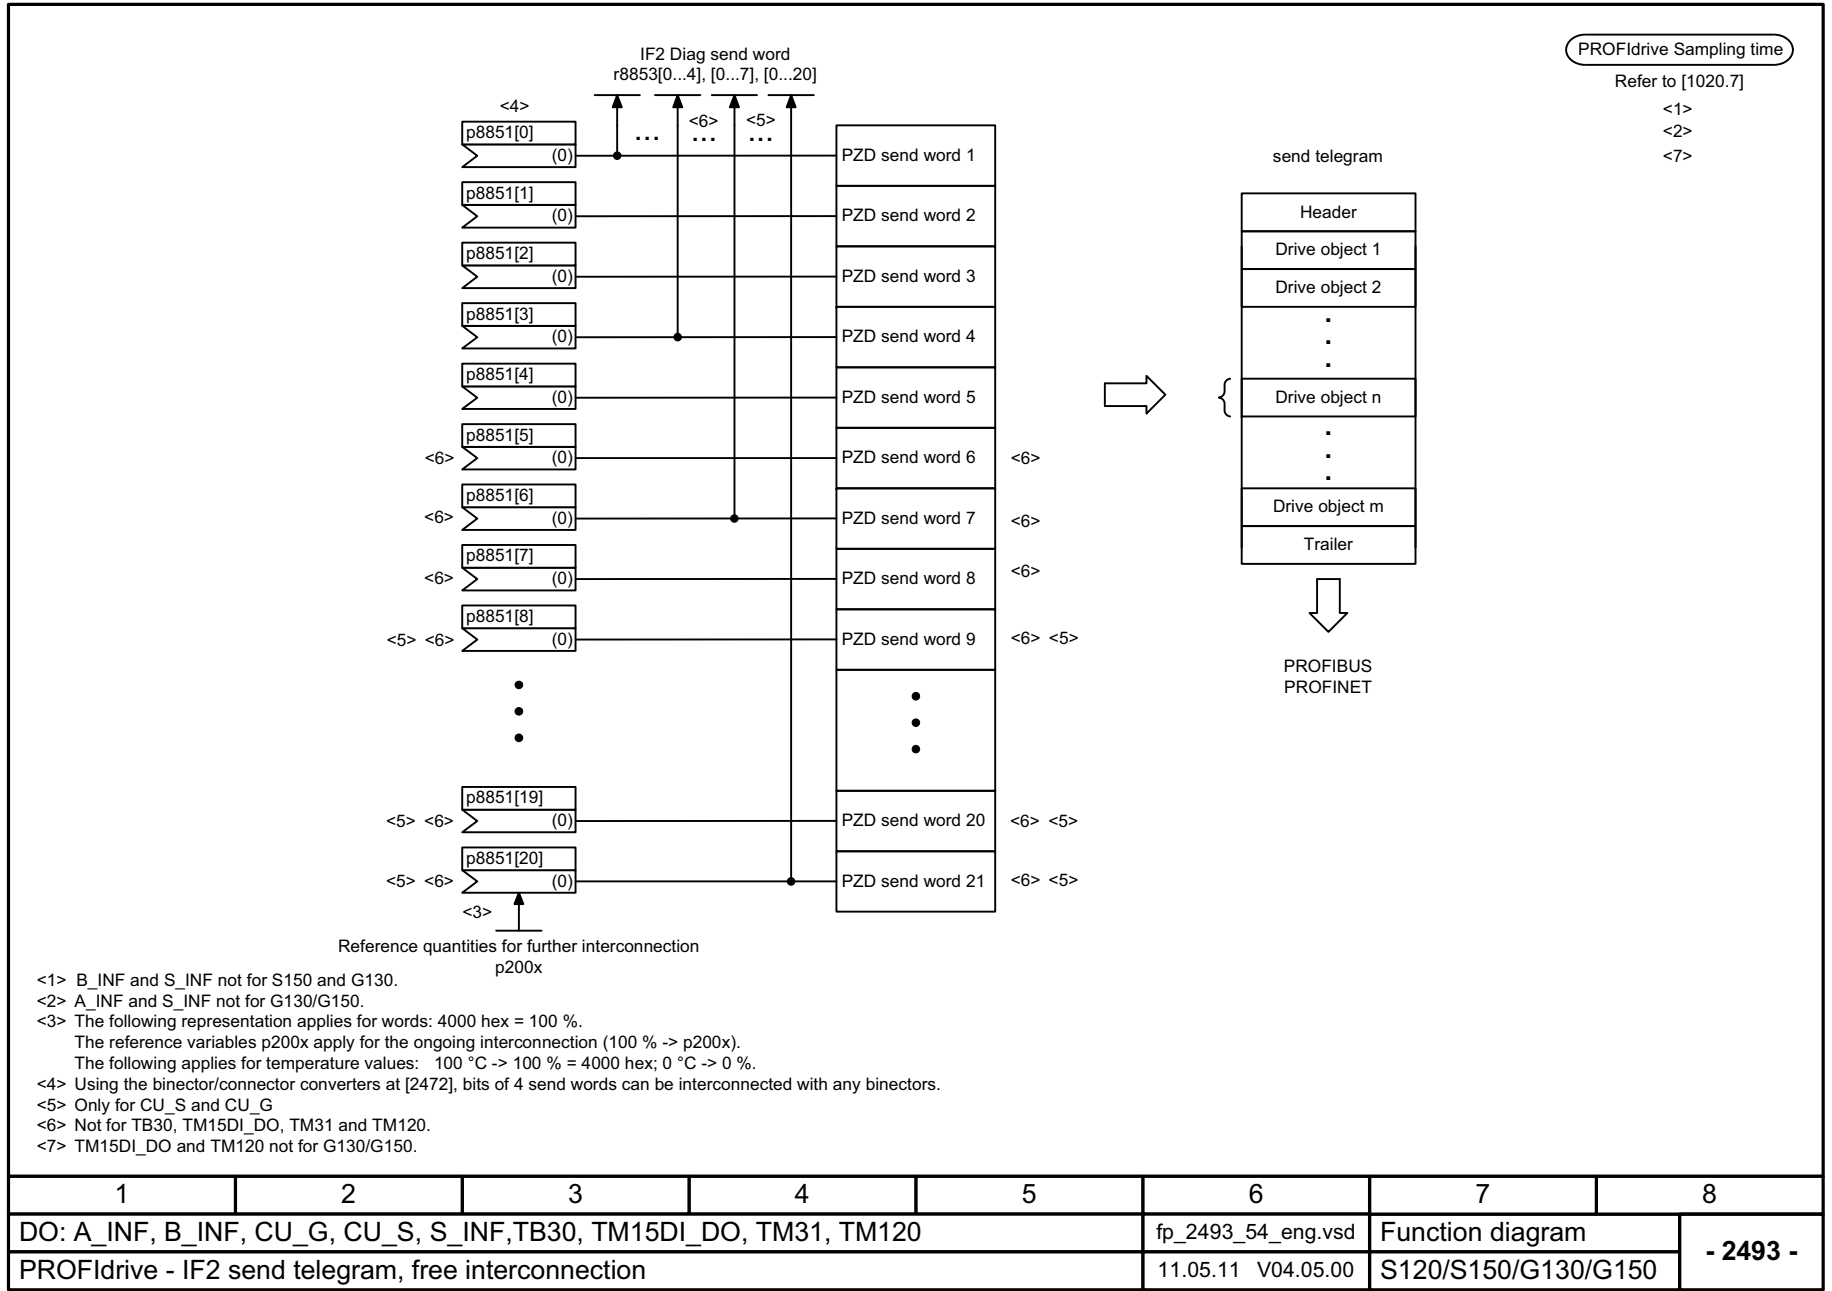 IF2 Diag send word
r8853[0...4], [0...7], [0...20]
PROFIdrive Sampling time
Refer to [1020.7]
<1>
<2>
<7>
<4>
... <6> ... <5> ...
p8851[0]
(0)
PZD send word 1
p8851[1]
(0)
PZD send word 2
p8851[2]
(0)
PZD send word 3
p8851[3]
(0)
PZD send word 4
p8851[4]
(0)
PZD send word 5
p8851[5]
<6> (0)
PZD send word 6 <6>
p8851[6]
<6> (0)
PZD send word 7 <6>
p8851[7]
<6> (0)
PZD send word 8 <6>
p8851[8]
<5> <6> (0)
PZD send word 9 <6> <5>
p8851[19]
<5> <6> (0)
PZD send word 20 <6> <5>
p8851[20]
<5> <6> (0)
PZD send word 21 <6> <5>
<3>
Reference quantities for further interconnection
p200x
send telegram
Header
Drive object 1
Drive object 2
Drive object n
Drive object m
Trailer
PROFIBUS
PROFINET
<1> B_INF and S_INF not for S150 and G130.
<2> A_INF and S_INF not for G130/G150.
<3> The following representation applies for words: 4000 hex = 100 %.
The reference variables p200x apply for the ongoing interconnection (100 % -> p200x).
The following applies for temperature values: 100 °C -> 100 % = 4000 hex; 0 °C -> 0 %.
<4> Using the binector/connector converters at [2472], bits of 4 send words can be interconnected with any binectors.
<5> Only for CU_S and CU_G
<6> Not for TB30, TM15DI_DO, TM31 and TM120.
<7> TM15DI_DO and TM120 not for G130/G150.
1 2 3 4 5 6 7 8
DO: A_INF, B_INF, CU_G, CU_S, S_INF,TB30, TM15DI_DO, TM31, TM120
fp_2493_54_eng.vsd
Function diagram
- 2493 -
PROFIdrive - IF2 send telegram, free interconnection
11.05.11 V04.05.00
S120/S150/G130/G150